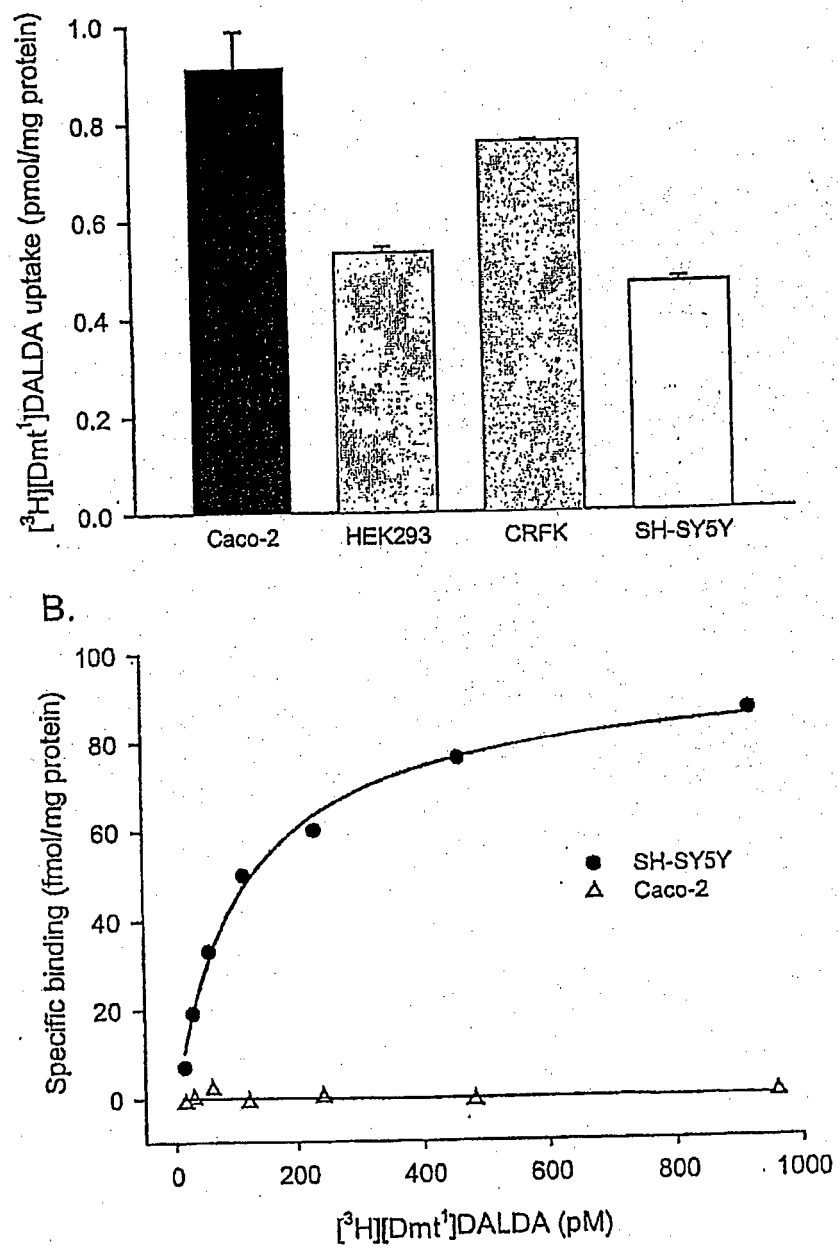 [³H][Dmt¹]DALDA uptake (pmol/mg protein)
1.0
0.8
0.6
0.4
0.2
0.0
Caco-2 HEK293 CRFK SH-SY5Y
B.
Specific binding (fmol/mg protein)
100
80
60
40
20
0
SH-SY5Y
Caco-2
0 200 400 600 800 1000
[³H][Dmt¹]DALDA (pM)